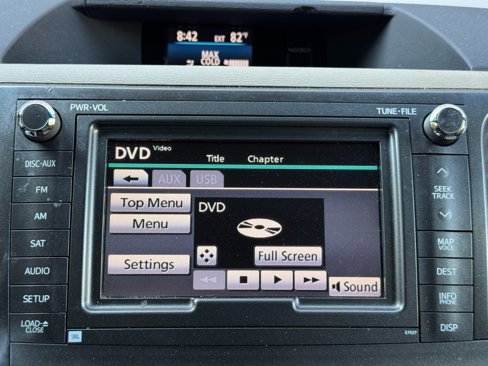 8:42 EXT 82°F
MAX
COLD
PWR·VOL
TUNE·FILE
DISC·AUX
FM
AM
SAT
AUDIO
SETUP
LOAD·⏏
CLOSE
JBL
DVD Video
Title Chapter
AUX USB
Top Menu
Menu
Settings
DVD
Full Screen
Sound
SEEK
TRACK
MAP
VOICE
DEST
INFO
PHONE
DISP
E7027